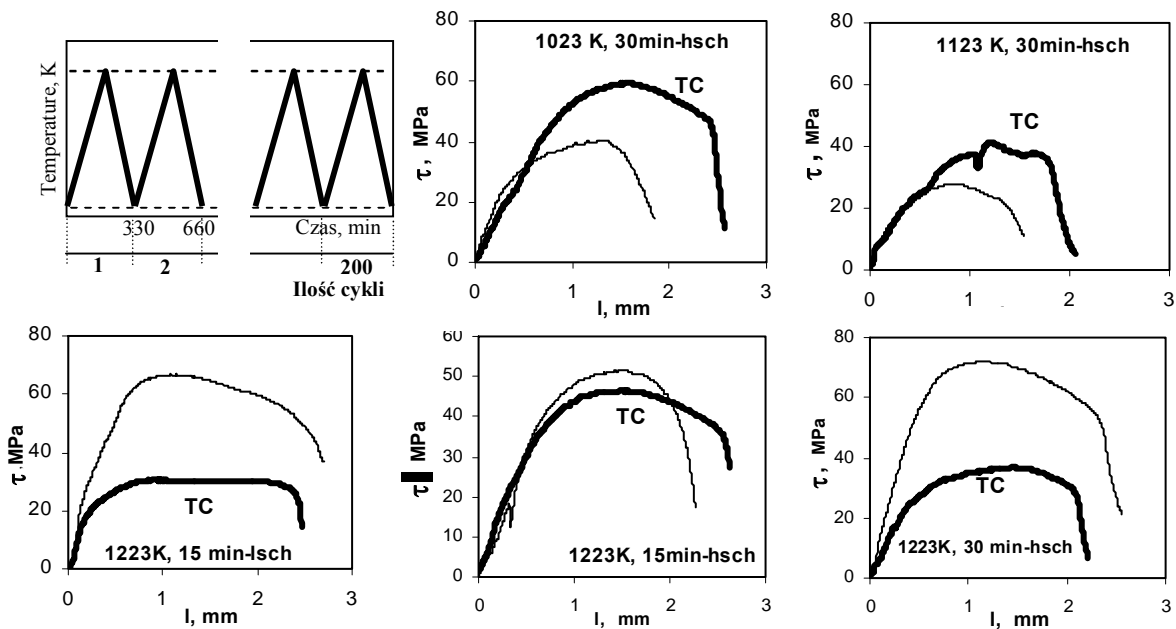 Temperature, K
330
660
Czas, min
1
2
200
Ilość cykli
1023 K, 30min-hsch
TC
τ, MPa
80
60
40
20
0
0
1
2
3
l, mm
1123 K, 30min-hsch
TC
τ, MPa
80
60
40
20
0
0
1
2
3
l, mm
80
60
40
20
0
τ, MPa
TC
1223K, 15 min-lsch
0
1
2
3
l, mm
60
50
40
30
20
10
0
τ MPa
TC
1223K, 15min-hsch
0
1
2
3
l, mm
80
60
40
20
0
τ, MPa
TC
1223K, 30 min-hsch
0
1
2
3
l, mm